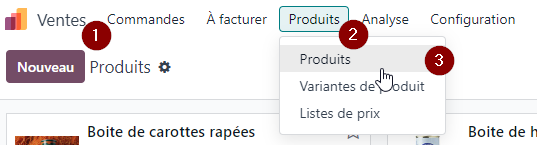 Ventes Commandes À facturer Produits Analyse Configuration
1 2
Nouveau Produits
Produits 3
Variantes de produit
Listes de prix
Boite de carottes rapées Boite de h